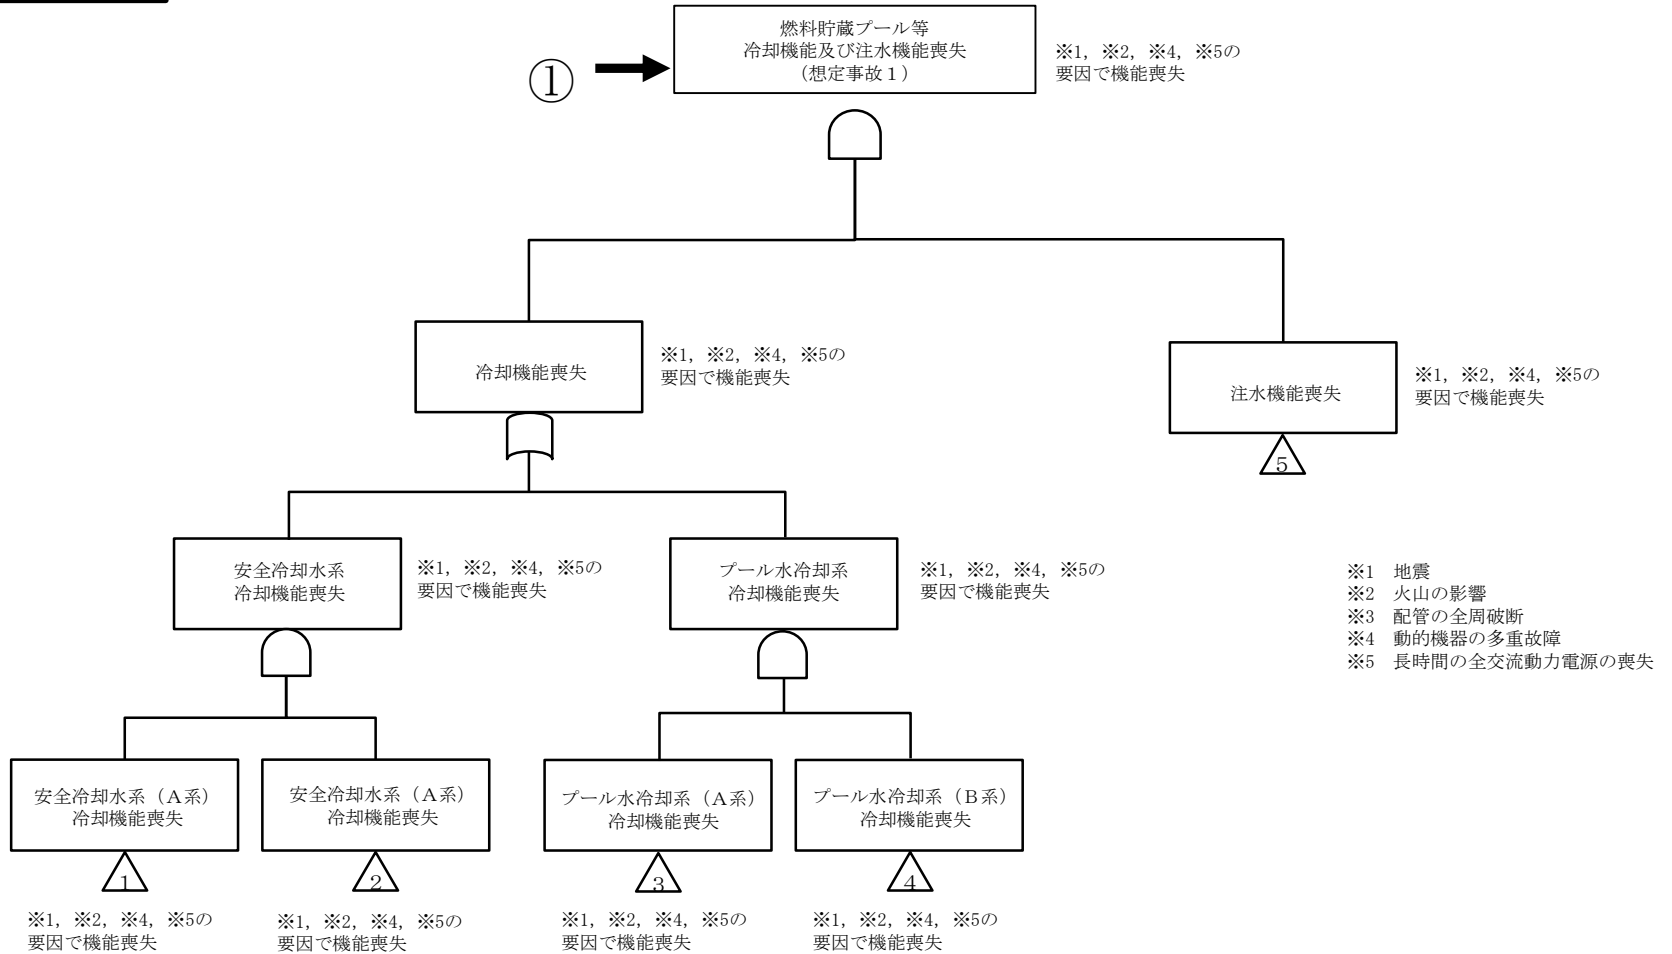 燃料貯蔵プール等
冷却機能及び注水機能喪失
（想定事故１）
※1，※2，※4，※5の
要因で機能喪失
①
冷却機能喪失
※1，※2，※4，※5の
要因で機能喪失
注水機能喪失
※1，※2，※4，※5の
要因で機能喪失
5
安全冷却水系
冷却機能喪失
※1，※2，※4，※5の
要因で機能喪失
プール水冷却系
冷却機能喪失
※1，※2，※4，※5の
要因で機能喪失
※1　地震
※2　火山の影響
※3　配管の全周破断
※4　動的機器の多重故障
※5　長時間の全交流動力電源の喪失
安全冷却水系（Ａ系）
冷却機能喪失
安全冷却水系（Ａ系）
冷却機能喪失
プール水冷却系（Ａ系）
冷却機能喪失
プール水冷却系（Ｂ系）
冷却機能喪失
1
2
3
4
※1，※2，※4，※5の
要因で機能喪失
※1，※2，※4，※5の
要因で機能喪失
※1，※2，※4，※5の
要因で機能喪失
※1，※2，※4，※5の
要因で機能喪失